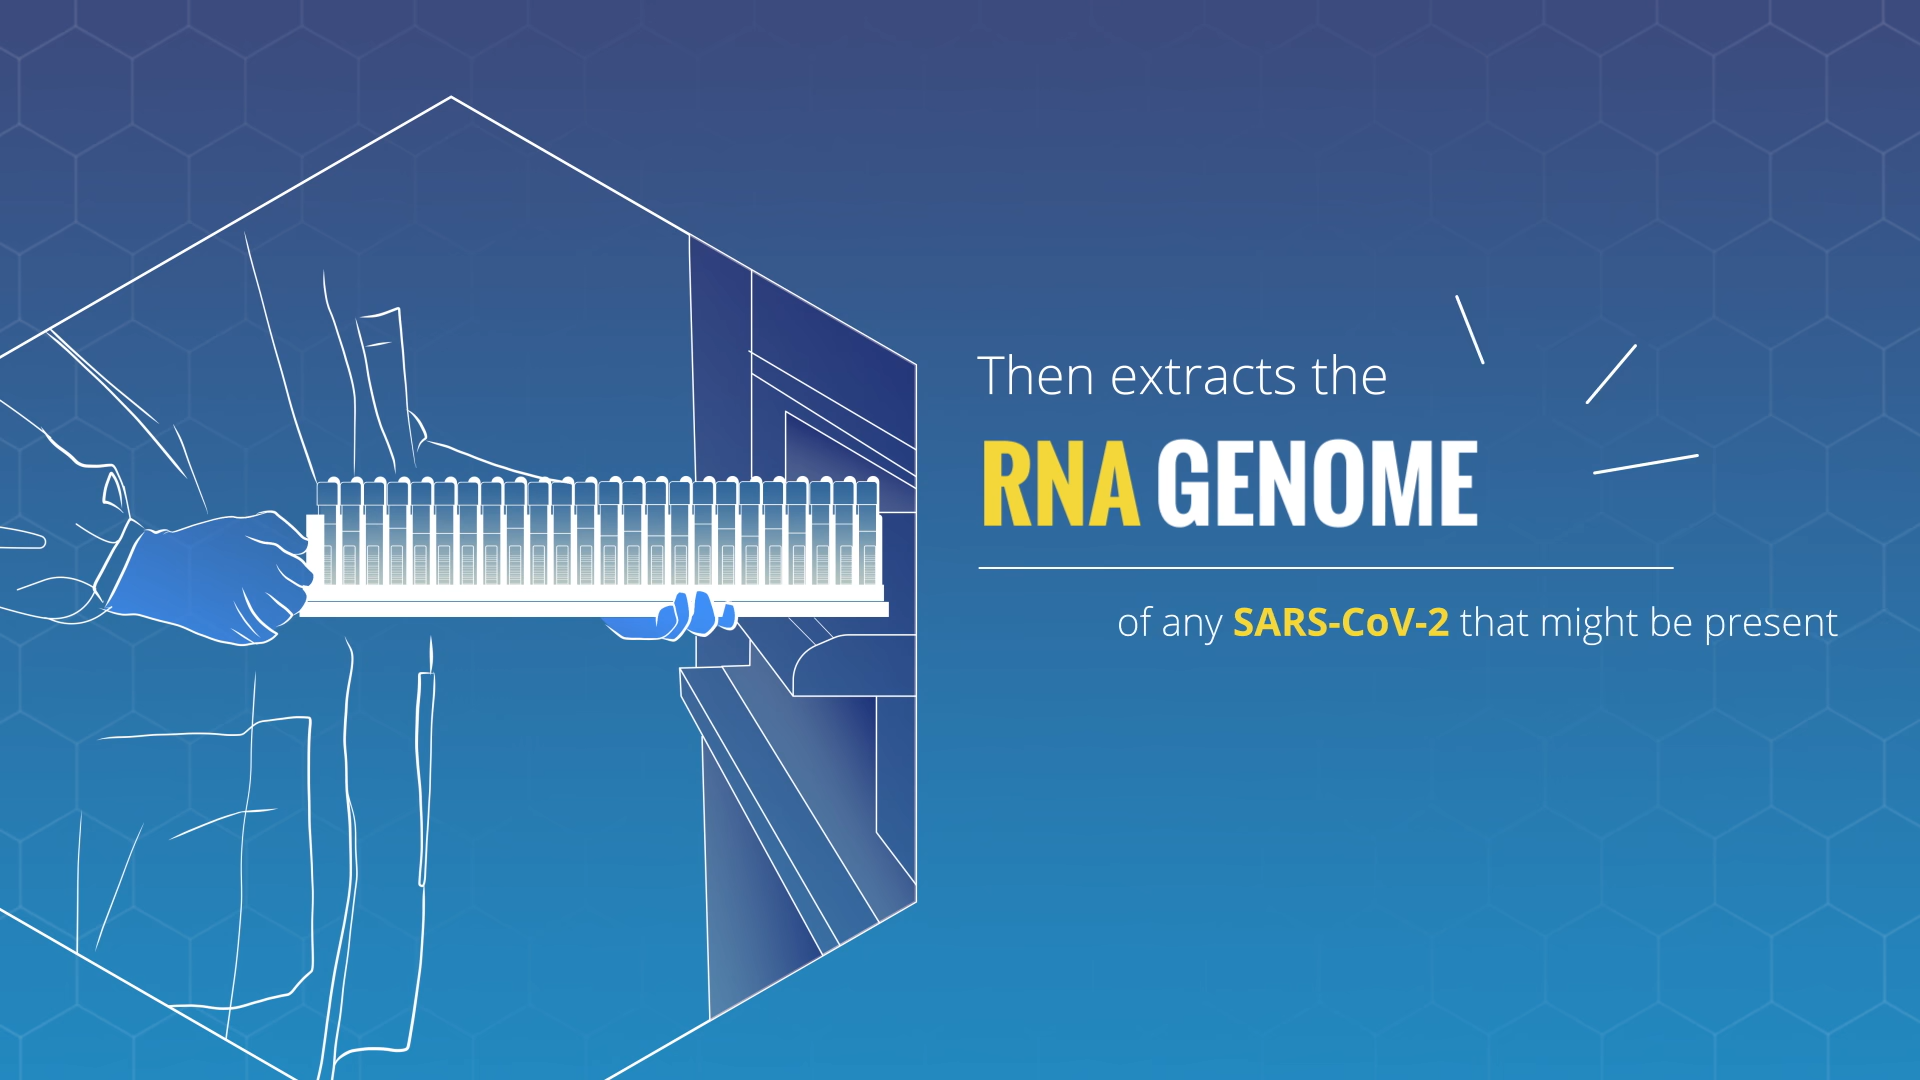 Then extracts the
RNA GENOME
of any SARS-CoV-2 that might be present